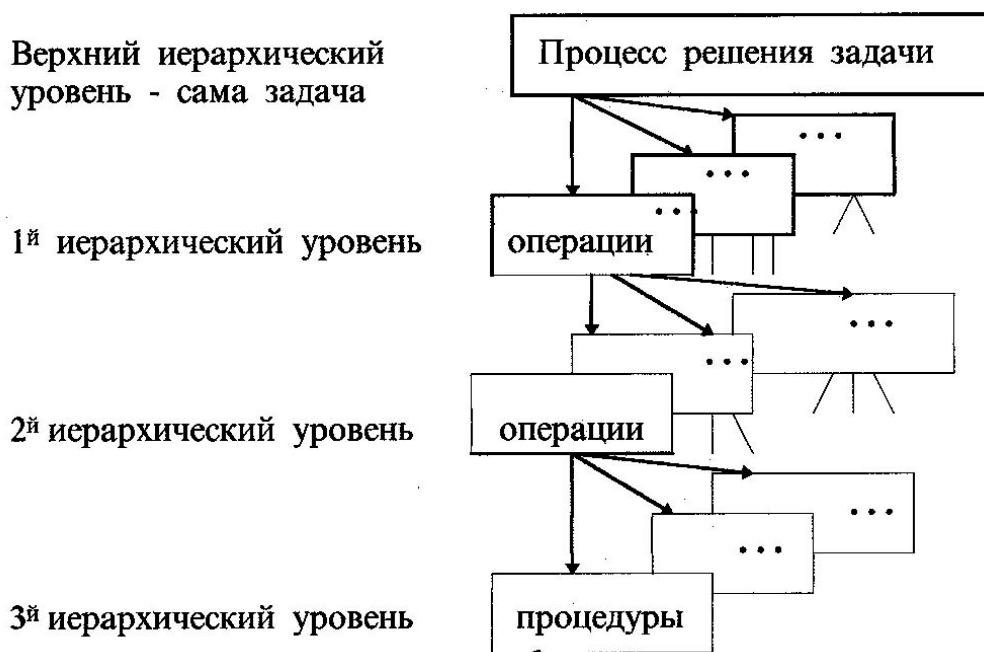 Верхний иерархический
уровень - сама задача
Процесс решения задачи
• • •
• • •
• • •
1й иерархический уровень
операции
• • •
• • •
2й иерархический уровень
операции
• • •
• • •
3й иерархический уровень
процедуры